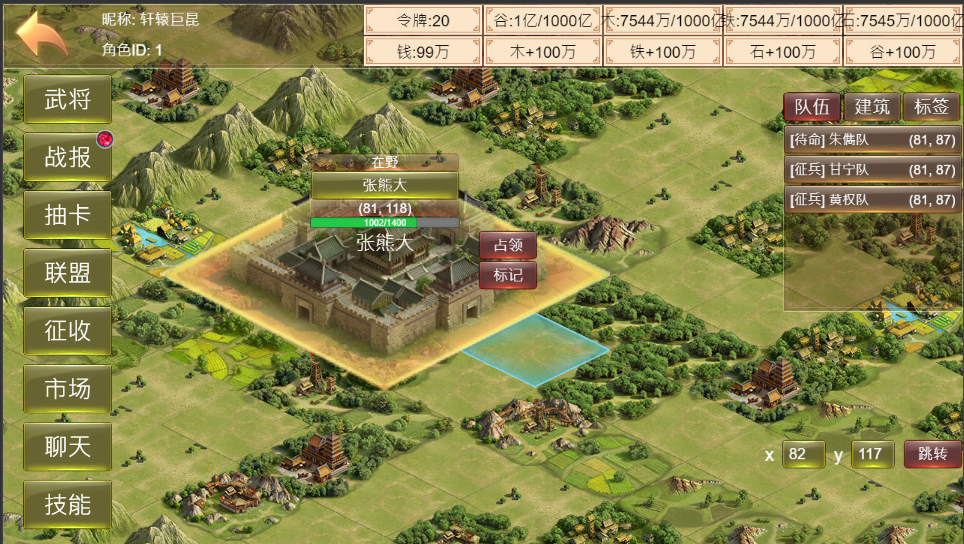 昵称: 轩辕巨昆
角色ID: 1
令牌:20
谷:1亿/1000亿
木:7544万/1000亿
铁:7544万/1000亿
石:7545万/1000亿
钱:99万
木+100万
铁+100万
石+100万
谷+100万
武将
战报
抽卡
联盟
征收
市场
聊天
技能
在野
张熊大
(81, 118)
1002/1400
张熊大
占领
标记
队伍
建筑
标签
[待命] 朱儁队 (81, 87)
[征兵] 甘宁队 (81, 87)
[征兵] 黄权队 (81, 87)
x 82 y 117 跳转